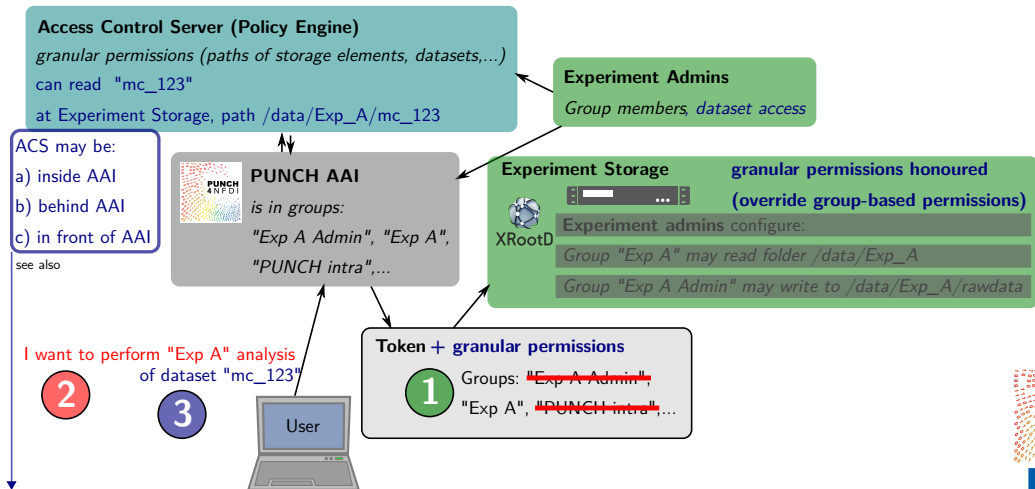 Access Control Server (Policy Engine)
granular permissions (paths of storage elements, datasets,...)
can read "mc_123"
at Experiment Storage, path /data/Exp_A/mc_123
Experiment Admins
Group members, dataset access
ACS may be:
a) inside AAI
b) behind AAI
c) in front of AAI
see also
PUNCH
4NFDI
PUNCH AAI
is in groups:
"Exp A Admin", "Exp A",
"PUNCH intra",...
Experiment Storage
granular permissions honoured
(override group-based permissions)
XRootD
Experiment admins configure:
Group "Exp A" may read folder /data/Exp_A
Group "Exp A Admin" may write to /data/Exp_A/rawdata
I want to perform "Exp A" analysis
of dataset "mc_123"
2
3
User
Token + granular permissions
1
Groups: "Exp A Admin",
"Exp A", "PUNCH intra",...